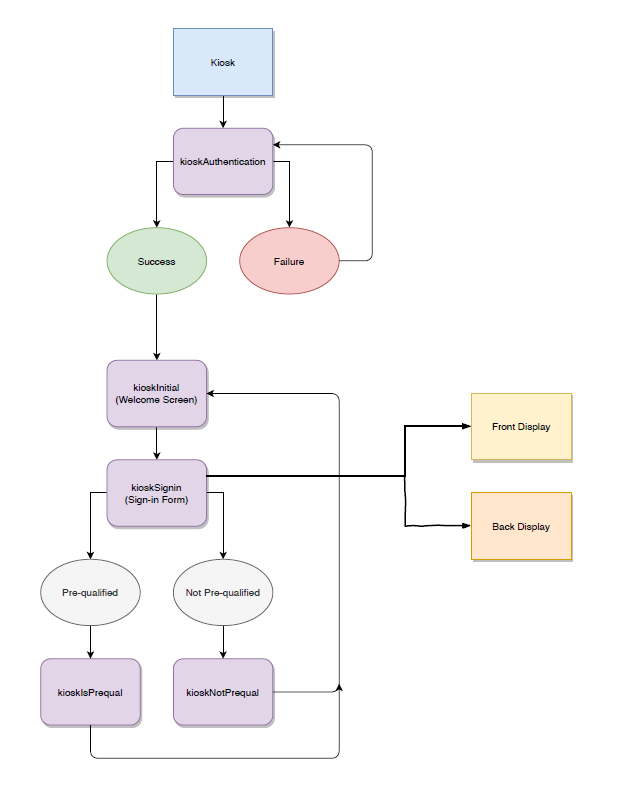 Kiosk
kioskAuthentication
Success
Failure
kioskInitial
(Welcome Screen)
Front Display
kioskSignin
(Sign-in Form)
Back Display
Pre-qualified
Not Pre-qualified
kioskIsPrequal
kioskNotPrequal